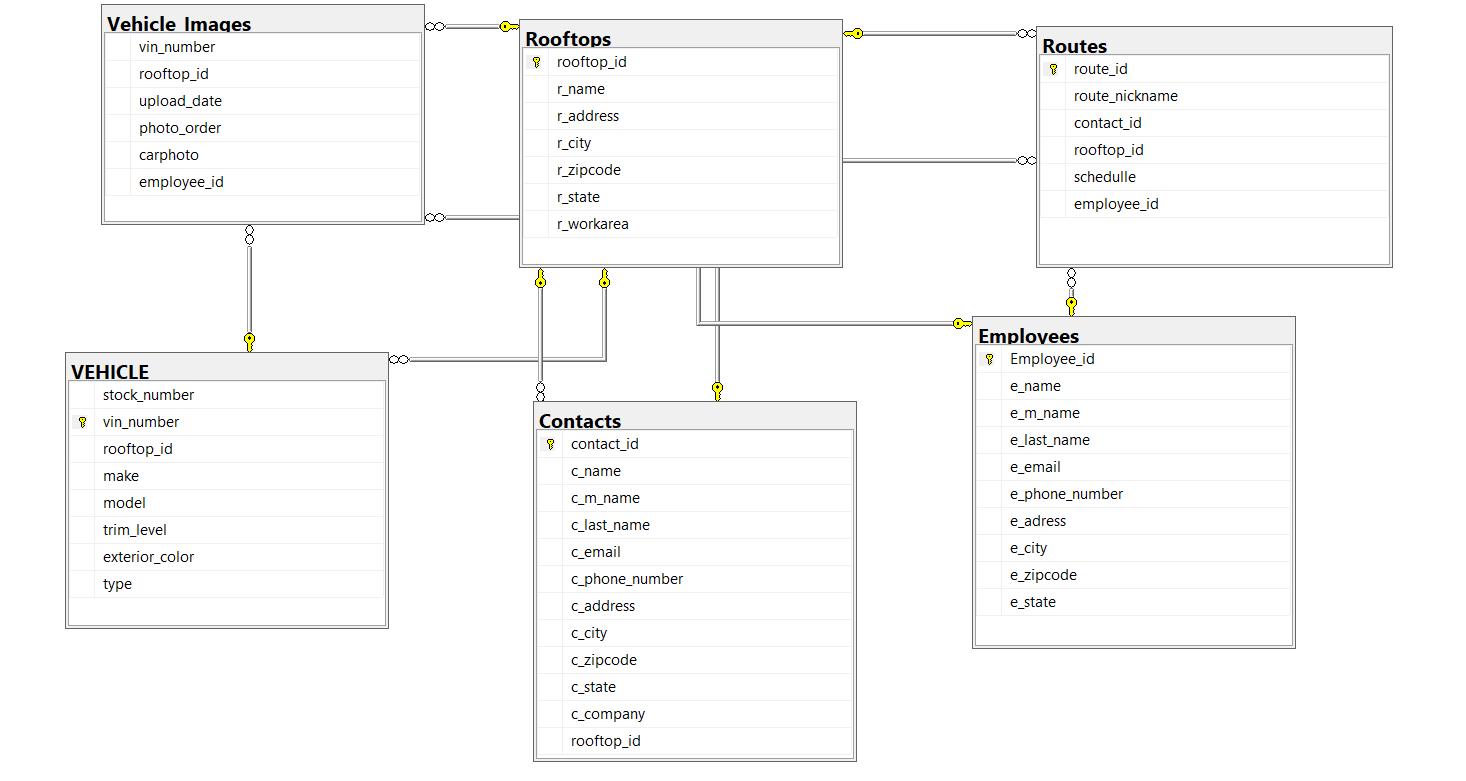 Vehicle_Images
vin_number
rooftop_id
upload_date
photo_order
carphoto
employee_id
Rooftops
rooftop_id
r_name
r_address
r_city
r_zipcode
r_state
r_workarea
Routes
route_id
route_nickname
contact_id
rooftop_id
schedulle
employee_id
VEHICLE
stock_number
vin_number
rooftop_id
make
model
trim_level
exterior_color
type
Contacts
contact_id
c_name
c_m_name
c_last_name
c_email
c_phone_number
c_address
c_city
c_zipcode
c_state
c_company
rooftop_id
Employees
Employee_id
e_name
e_m_name
e_last_name
e_email
e_phone_number
e_adress
e_city
e_zipcode
e_state